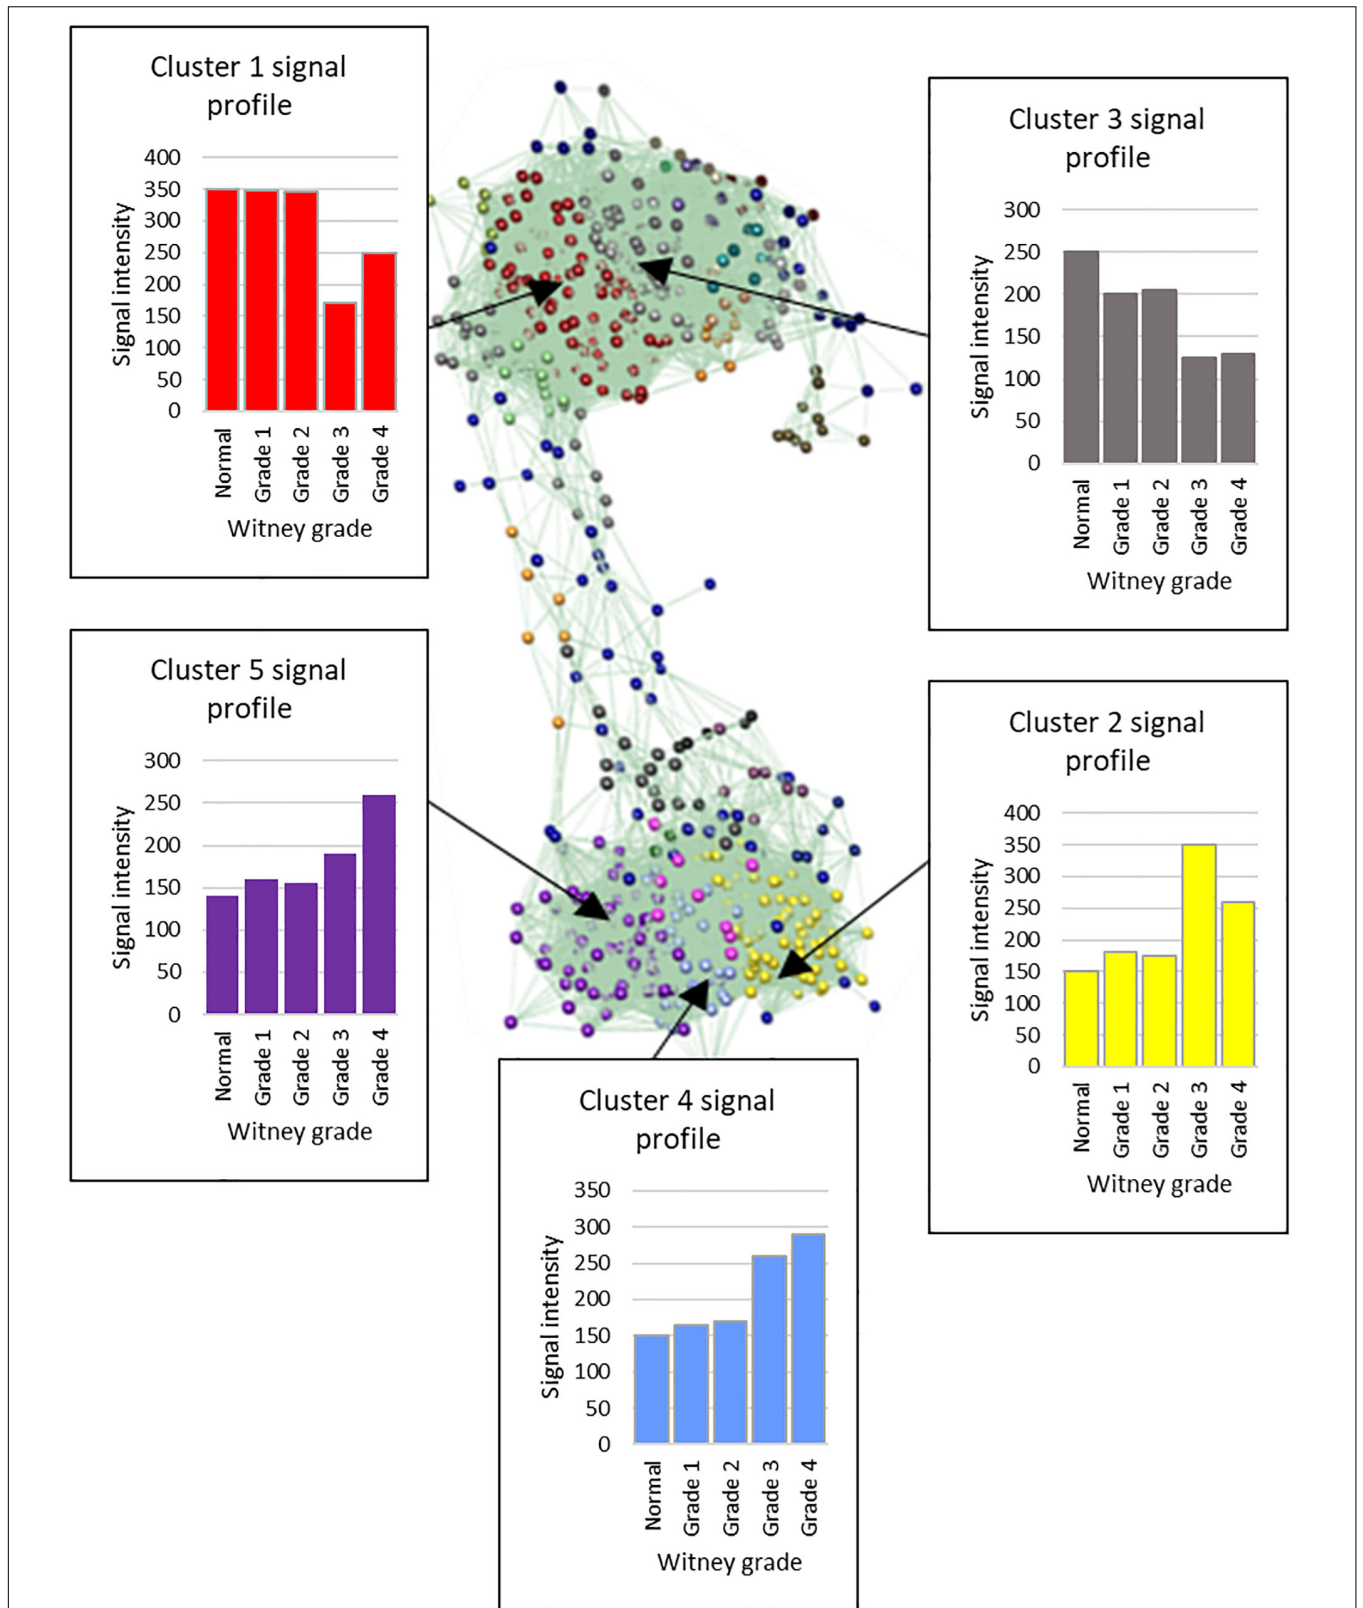 Cluster 1 signal
profile
Signal intensity
400
350
300
250
200
150
100
50
0
Normal
Grade 1
Grade 2
Grade 3
Grade 4
Witney grade
Cluster 3 signal
profile
Signal intensity
300
250
200
150
100
50
0
Normal
Grade 1
Grade 2
Grade 3
Grade 4
Witney grade
Cluster 5 signal
profile
Signal intensity
300
250
200
150
100
50
0
Normal
Grade 1
Grade 2
Grade 3
Grade 4
Witney grade
Cluster 2 signal
profile
Signal intensity
400
350
300
250
200
150
100
50
0
Normal
Grade 1
Grade 2
Grade 3
Grade 4
Witney grade
Cluster 4 signal
profile
Signal intensity
350
300
250
200
150
100
50
0
Normal
Grade 1
Grade 2
Grade 3
Grade 4
Witney grade